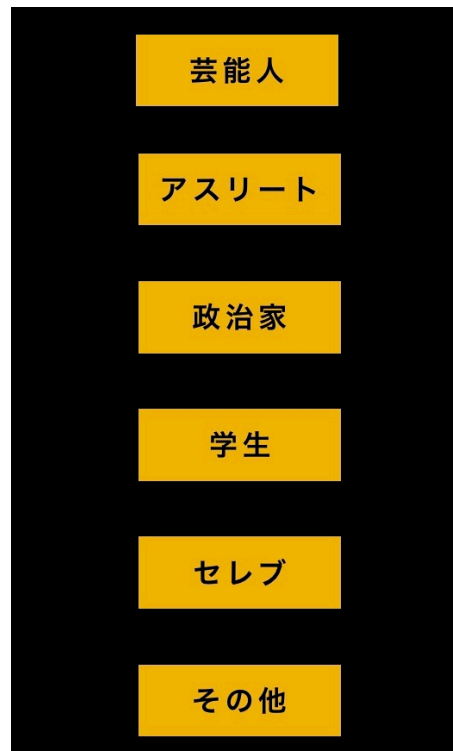 芸能人
アスリート
政治家
学生
セレブ
その他